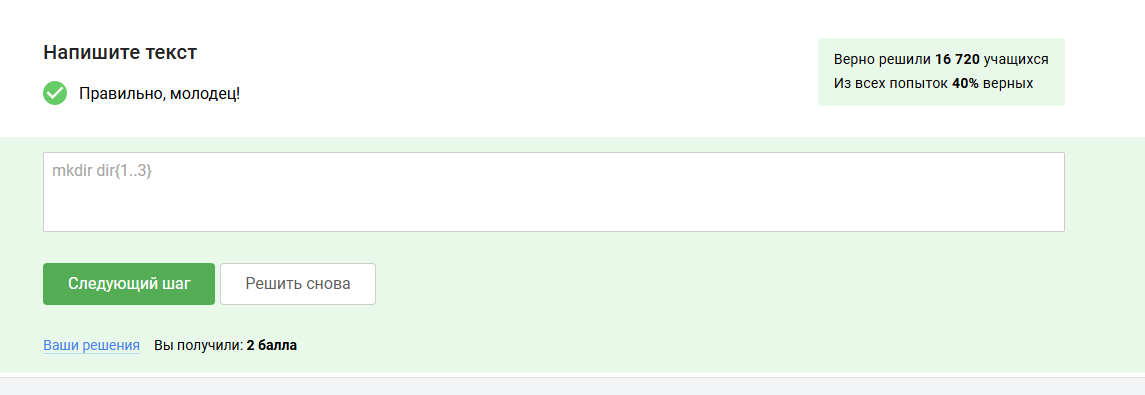 Напишите текст
Правильно, молодец!
Верно решили 16 720 учащихся
Из всех попыток 40% верных
mkdir dir{1..3}
Следующий шаг
Решить снова
Ваши решения Вы получили: 2 балла